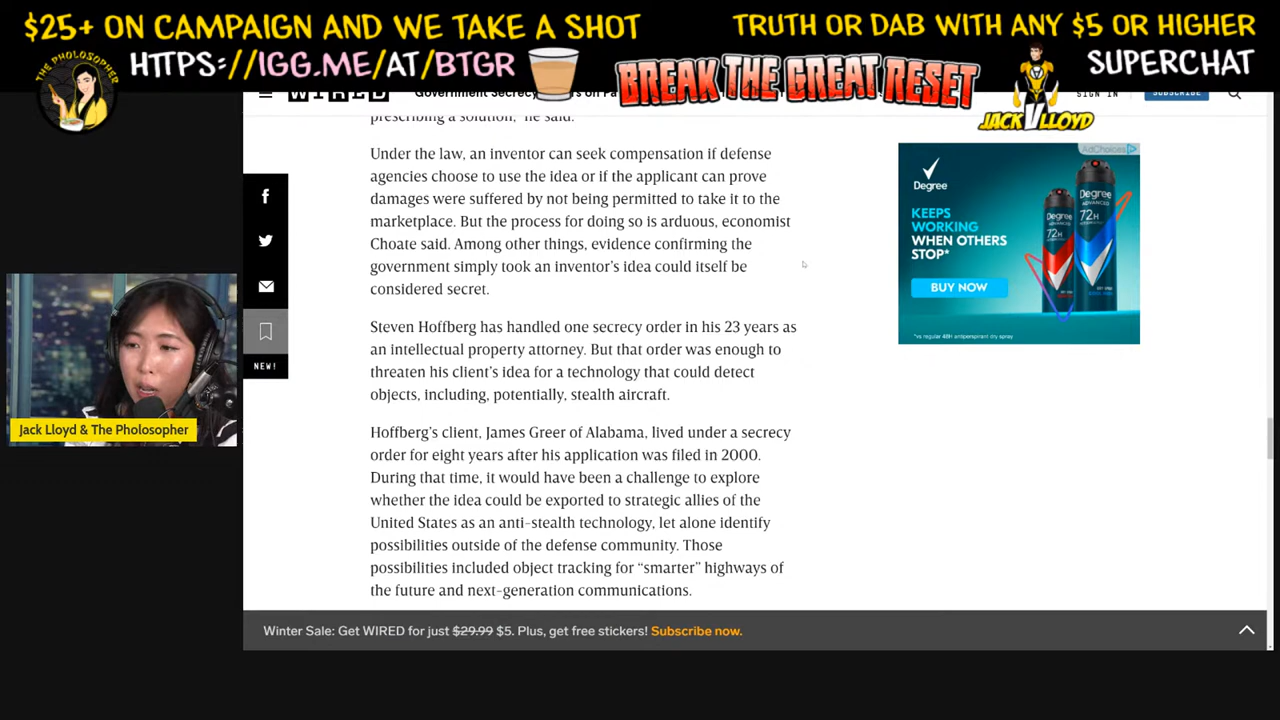 $25+ ON CAMPAIGN AND WE TAKE A SHOT
HTTPS://IGG.ME/AT/BTGR
THE PHOLOSOPHER
BREAK THE GREAT RESET
TRUTH OR DAB WITH ANY $5 OR HIGHER
SUPERCHAT
JACK V LLOYD
WIRED
Government Secrecy
SIGN IN
SUBSCRIBE
prescribing a solution," he said.
Under the law, an inventor can seek compensation if defense
agencies choose to use the idea or if the applicant can prove
damages were suffered by not being permitted to take it to the
marketplace. But the process for doing so is arduous, economist
Choate said. Among other things, evidence confirming the
government simply took an inventor's idea could itself be
considered secret.
Steven Hoffberg has handled one secrecy order in his 23 years as
an intellectual property attorney. But that order was enough to
threaten his client's idea for a technology that could detect
objects, including, potentially, stealth aircraft.
Hoffberg's client, James Greer of Alabama, lived under a secrecy
order for eight years after his application was filed in 2000.
During that time, it would have been a challenge to explore
whether the idea could be exported to strategic allies of the
United States as an anti-stealth technology, let alone identify
possibilities outside of the defense community. Those
possibilities included object tracking for "smarter" highways of
the future and next-generation communications.
NEW!
AdChoices
Degree
KEEPS
WORKING
WHEN OTHERS
STOP*
BUY NOW
*vs regular 48H antiperspirant dry spray
Degree
ADVANCED
72H
Degree
ADVANCED
72H
Jack Lloyd & The Pholosopher
Winter Sale: Get WIRED for just $29.99 $5. Plus, get free stickers! Subscribe now.